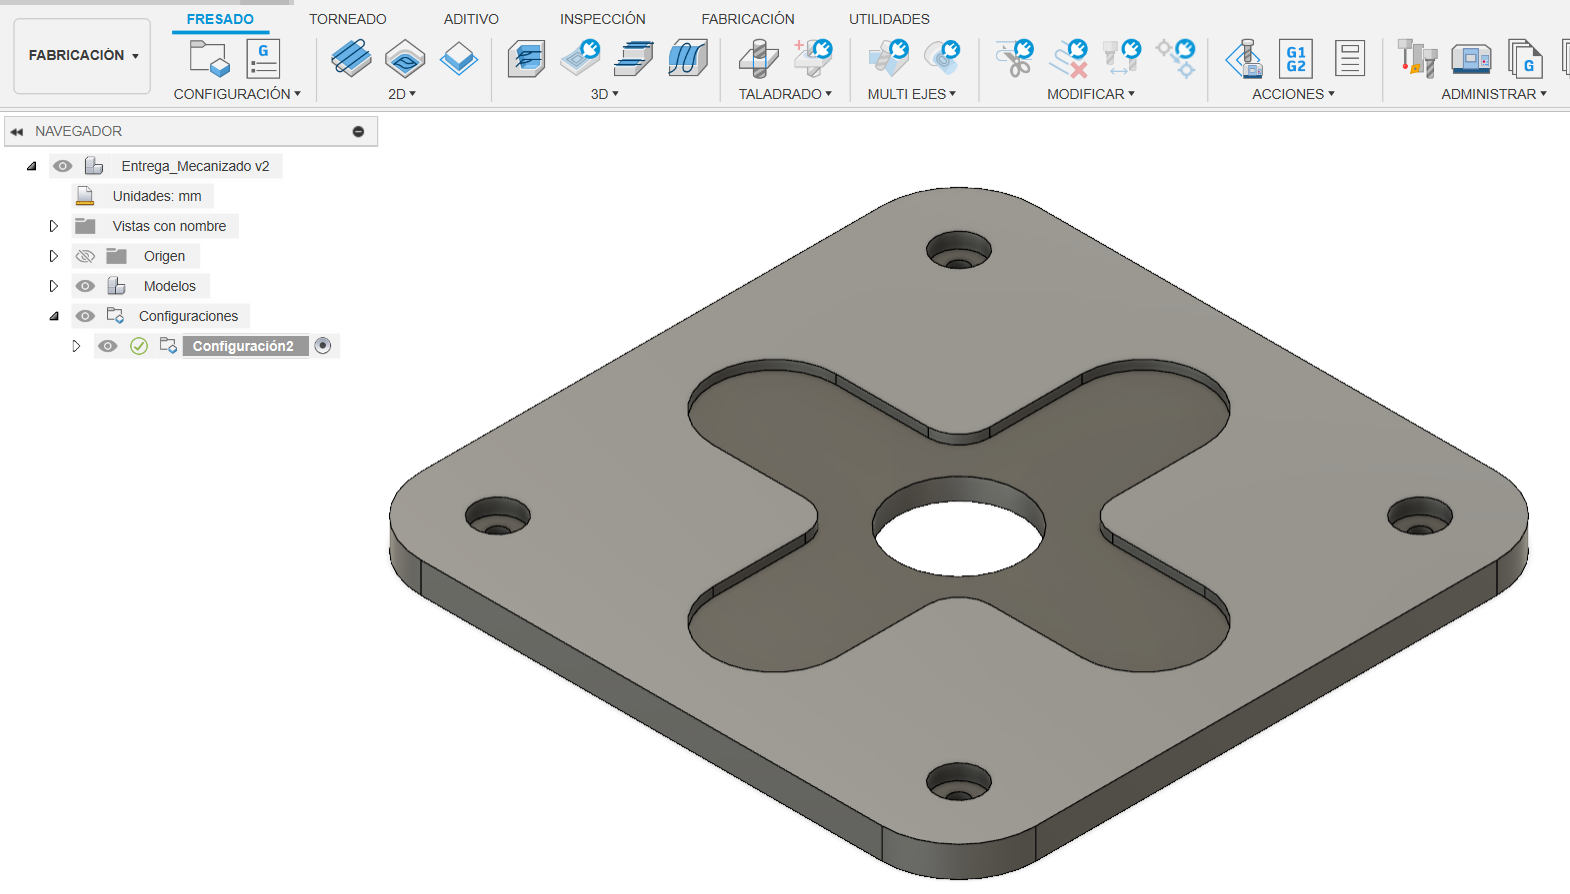 FRESADO
TORNEADO
ADITIVO
INSPECCIÓN
FABRICACIÓN
UTILIDADES
FABRICACIÓN
G
G1
G2
G
CONFIGURACIÓN
2D
3D
TALADRADO
MULTI EJES
MODIFICAR
ACCIONES
ADMINISTRAR
NAVEGADOR
Entrega_Mecanizado v2
Unidades: mm
Vistas con nombre
Origen
Modelos
Configuraciones
Configuración2